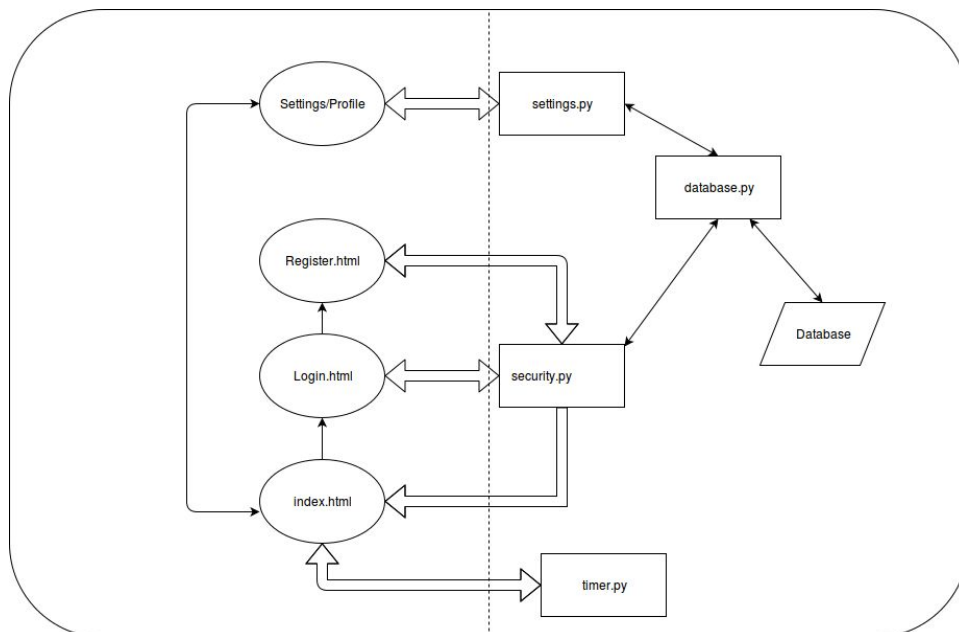 Settings/Profile
settings.py
database.py
Register.html
Database
Login.html
security.py
index.html
timer.py